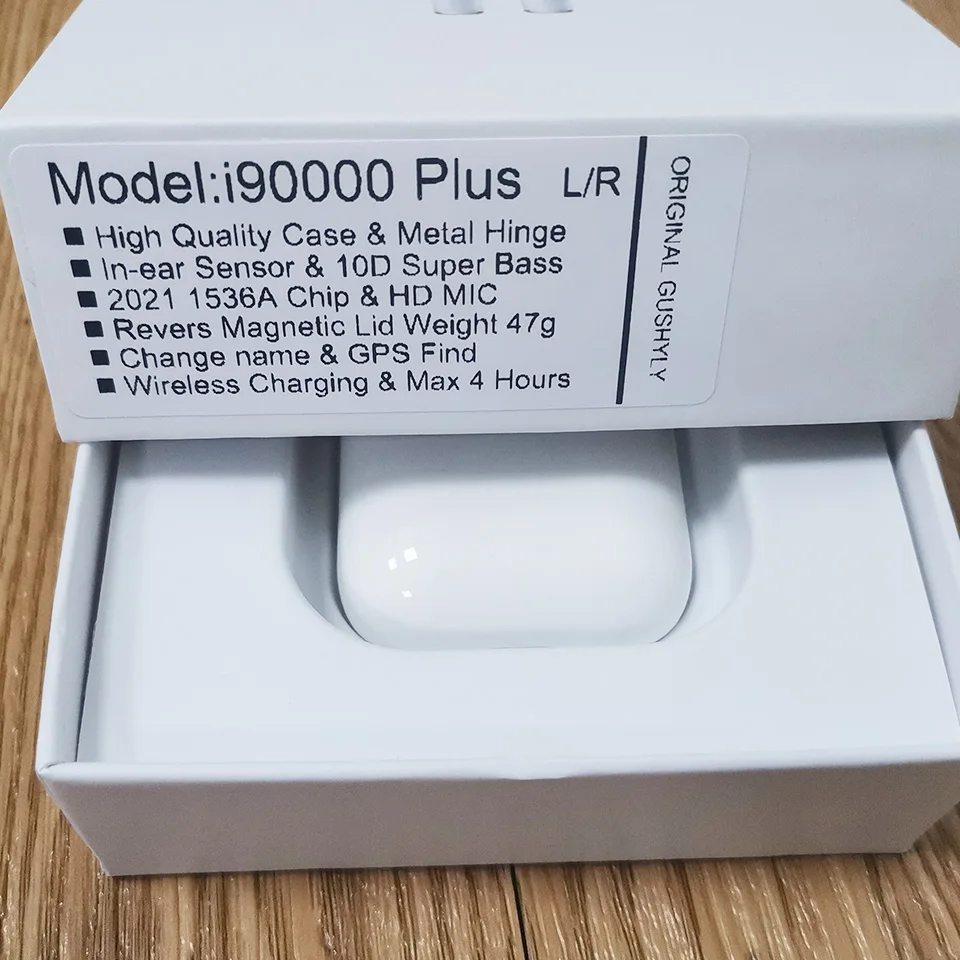 Model:i90000 Plus L/R
■ High Quality Case & Metal Hinge
■ In-ear Sensor & 10D Super Bass
■ 2021 1536A Chip & HD MIC
■ Revers Magnetic Lid Weight 47g
■ Change name & GPS Find
■ Wireless Charging & Max 4 Hours
ORIGINAL GUSHYLY